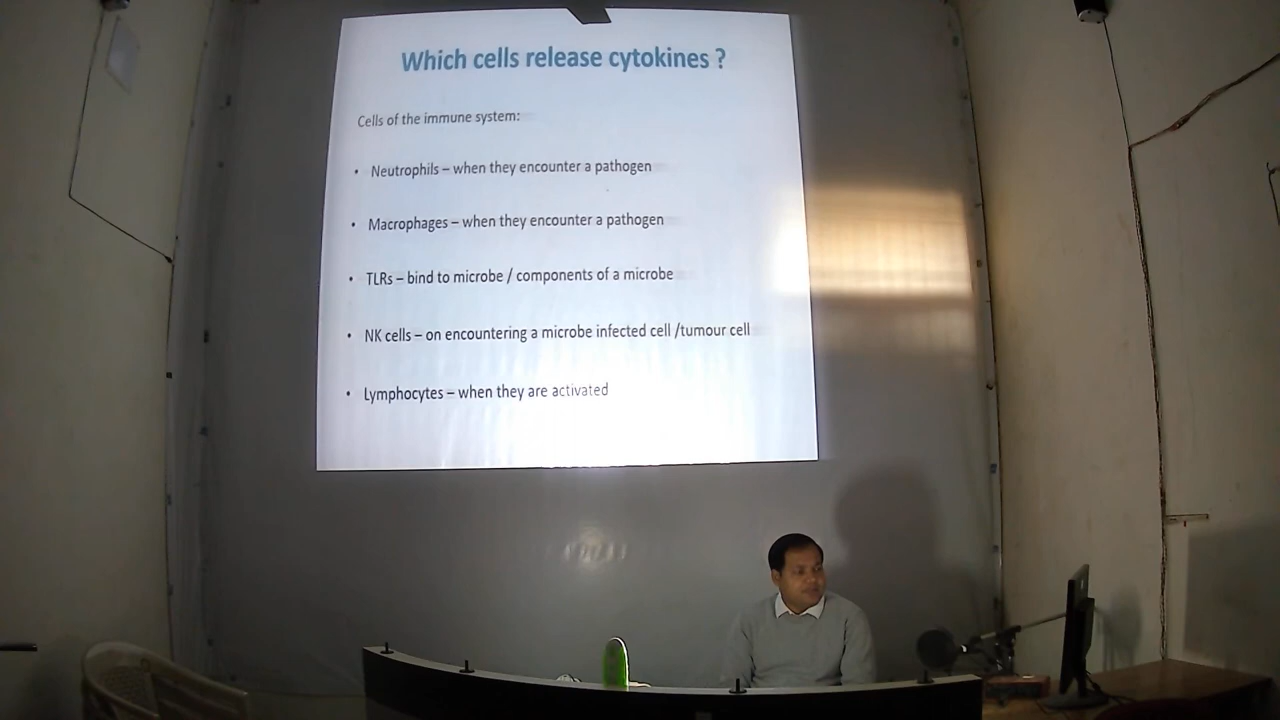 Which cells release cytokines ?
Cells of the immune system:
• Neutrophils – when they encounter a pathogen
• Macrophages – when they encounter a pathogen
• TLRs – bind to microbe / components of a microbe
• NK cells – on encountering a microbe infected cell /tumour cell
• Lymphocytes – when they are activated